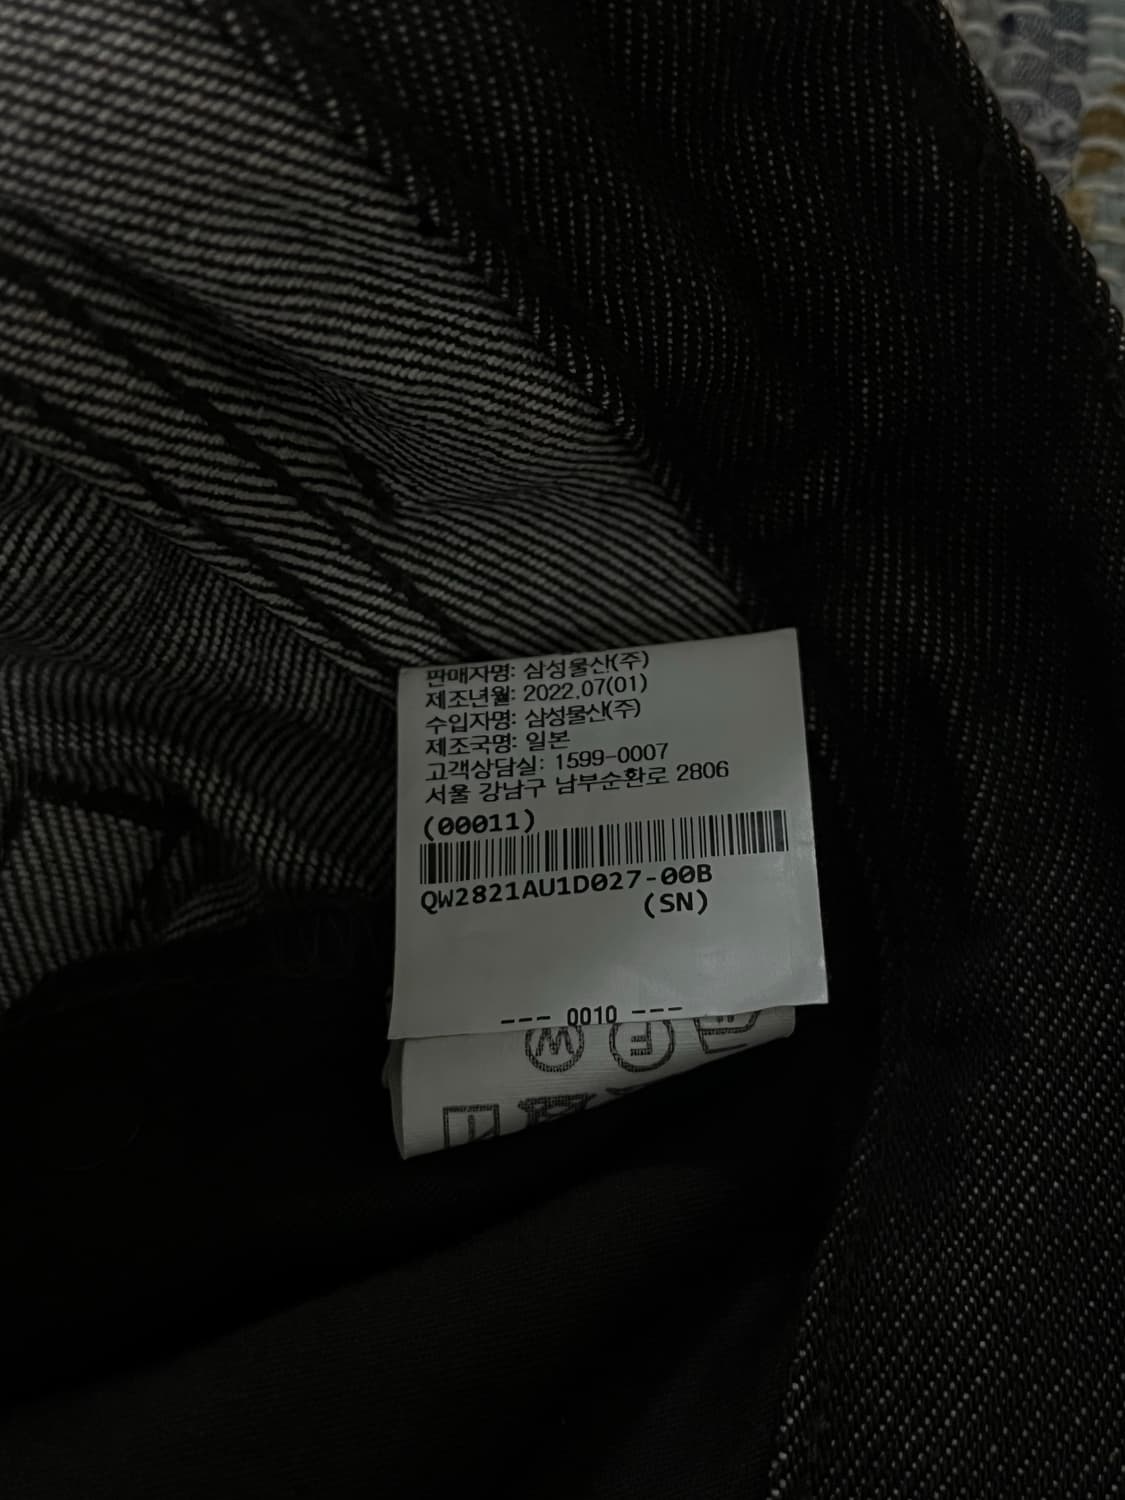 판매자명: 삼성물산(주)
제조년월: 2022.07(01)
수입자명: 삼성물산(주)
제조국명: 일본
고객상담실: 1599-0007
서울 강남구 남부순환로 2806
(00011)
QW2821AU1D027-00B
(SN)
--- 0010 ---
W F